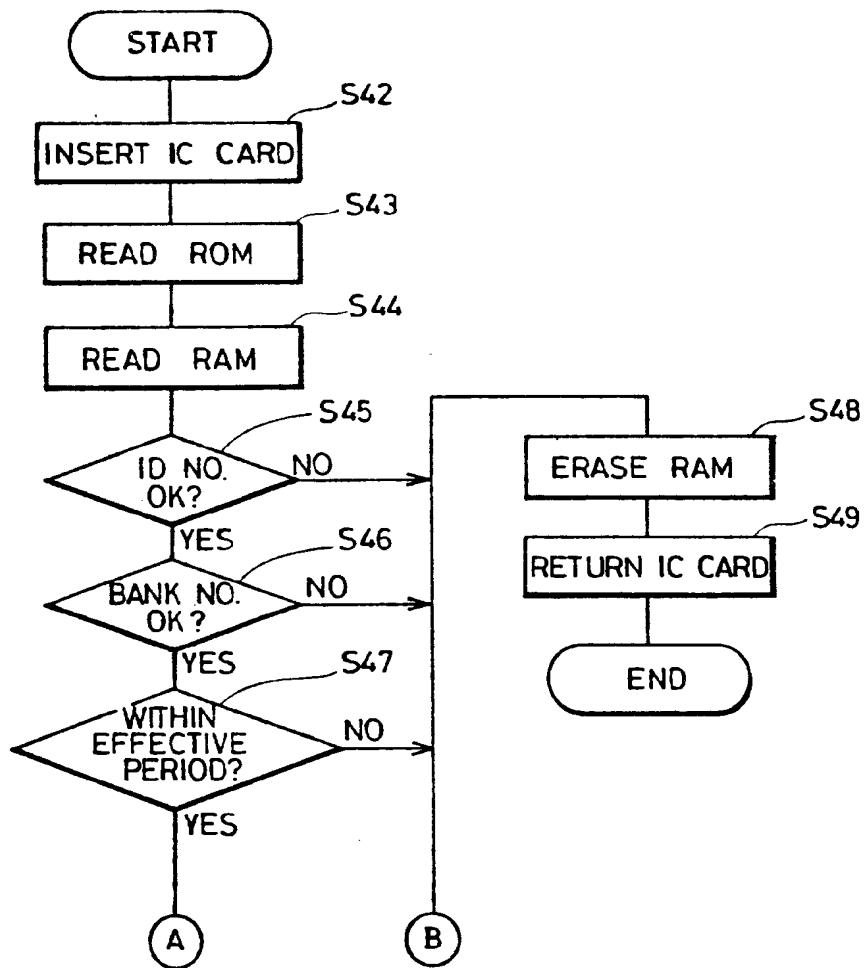 START
S42
INSERT IC CARD
S43
READ ROM
S44
READ RAM
S45
ID NO.
OK?
NO
YES
S46
BANK NO.
OK?
NO
YES
S47
WITHIN
EFFECTIVE
PERIOD?
NO
YES
A
B
S48
ERASE RAM
S49
RETURN IC CARD
END